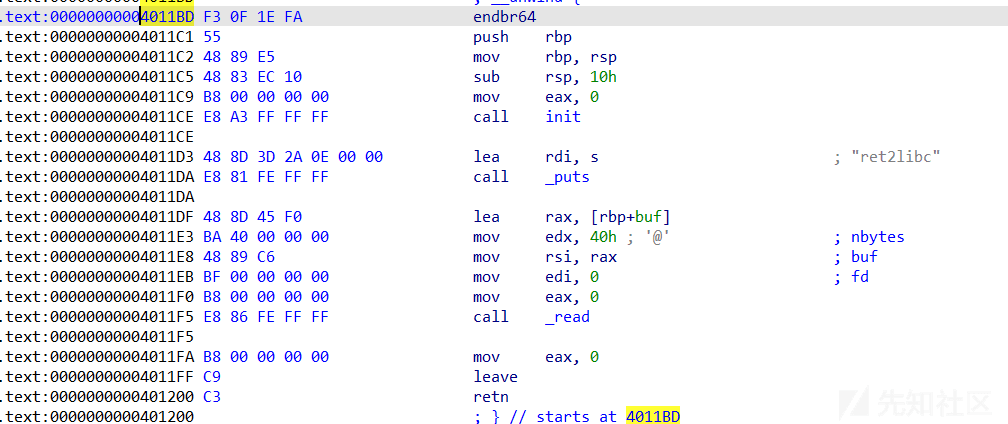 .text:00000000004011BD ; __unwind {
.text:00000000004011BD F3 0F 1E FA endbr64
.text:00000000004011C1 55 push rbp
.text:00000000004011C2 48 89 E5 mov rbp, rsp
.text:00000000004011C5 48 83 EC 10 sub rsp, 10h
.text:00000000004011C9 B8 00 00 00 00 mov eax, 0
.text:00000000004011CE E8 A3 FF FF FF call init
.text:00000000004011CE
.text:00000000004011D3 48 8D 3D 2A 0E 00 00 lea rdi, s ; "ret2libc"
.text:00000000004011DA E8 81 FE FF FF call _puts
.text:00000000004011DA
.text:00000000004011DF 48 8D 45 F0 lea rax, [rbp+buf]
.text:00000000004011E3 BA 40 00 00 00 mov edx, 40h ; '@' ; nbytes
.text:00000000004011E8 48 89 C6 mov rsi, rax ; buf
.text:00000000004011EB BF 00 00 00 00 mov edi, 0 ; fd
.text:00000000004011F0 B8 00 00 00 00 mov eax, 0
.text:00000000004011F5 E8 86 FE FF FF call _read
.text:00000000004011F5
.text:00000000004011FA B8 00 00 00 00 mov eax, 0
.text:00000000004011FF C9 leave
.text:0000000000401200 C3 retn
.text:0000000000401200 ; } // starts at 4011BD
先知社区